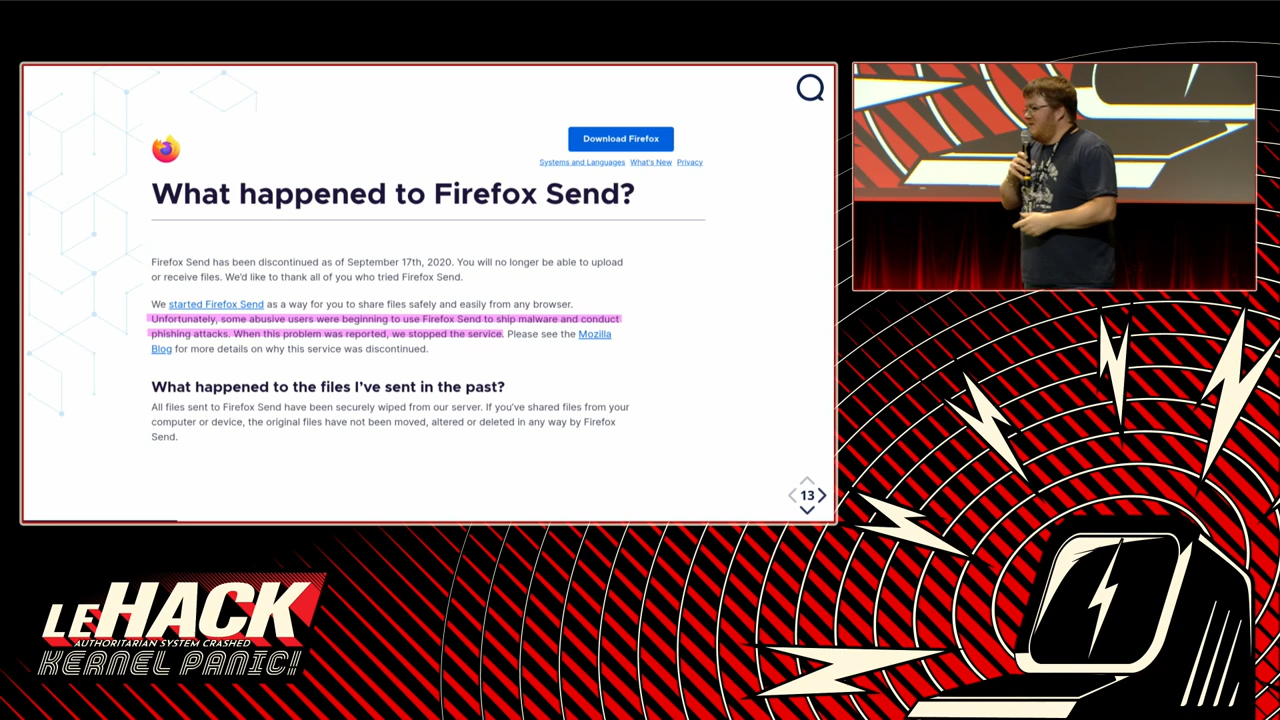 Download Firefox
Systems and Languages What's New Privacy
What happened to Firefox Send?
Firefox Send has been discontinued as of September 17th, 2020. You will no longer be able to upload
or receive files. We'd like to thank all of you who tried Firefox Send.
We started Firefox Send as a way for you to share files safely and easily from any browser.
Unfortunately, some abusive users were beginning to use Firefox Send to ship malware and conduct
phishing attacks. When this problem was reported, we stopped the service. Please see the Mozilla
Blog for more details on why this service was discontinued.
What happened to the files I've sent in the past?
All files sent to Firefox Send have been securely wiped from our server. If you've shared files from your
computer or device, the original files have not been moved, altered or deleted in any way by Firefox
Send.
13
LEHACK
AUTHORITARIAN SYSTEM CRASHED
KERNEL PANIC!